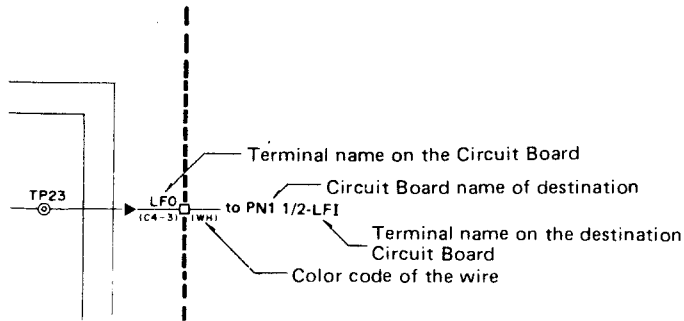 Terminal name on the Circuit Board
Circuit Board name of destination
TP23
LFO
to PN1 1/2-LFI
(C4-3)
(WH)
Terminal name on the destination
Circuit Board
Color code of the wire